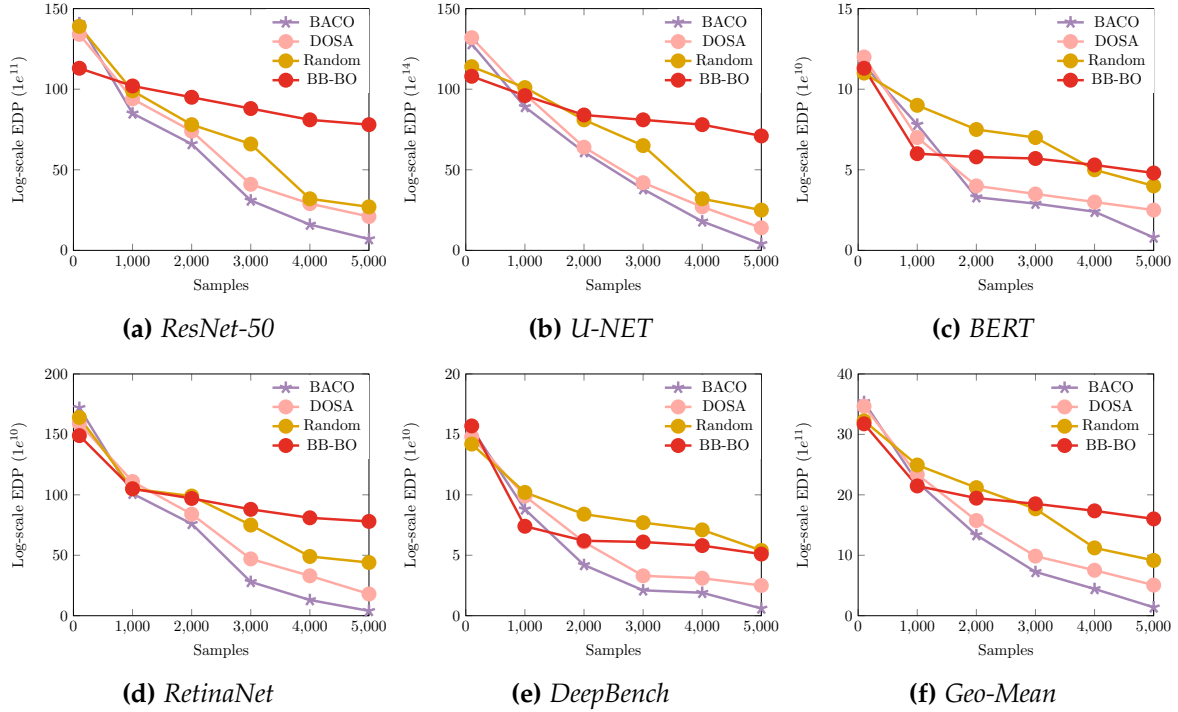 150
100
50
0
0
1,000
2,000
3,000
4,000
5,000
Log-scale EDP (1e^11)
Samples
BACO
DOSA
Random
BB-BO
(a) ResNet-50
150
100
50
0
0
1,000
2,000
3,000
4,000
5,000
Log-scale EDP (1e^14)
Samples
BACO
DOSA
Random
BB-BO
(b) U-NET
15
10
5
0
0
1,000
2,000
3,000
4,000
5,000
Log-scale EDP (1e^10)
Samples
BACO
DOSA
Random
BB-BO
(c) BERT
200
150
100
50
0
0
1,000
2,000
3,000
4,000
5,000
Log-scale EDP (1e^10)
Samples
BACO
DOSA
Random
BB-BO
(d) RetinaNet
20
15
10
5
0
0
1,000
2,000
3,000
4,000
5,000
Log-scale EDP (1e^10)
Samples
BACO
DOSA
Random
BB-BO
(e) DeepBench
40
30
20
10
0
0
1,000
2,000
3,000
4,000
5,000
Log-scale EDP (1e^11)
Samples
BACO
DOSA
Random
BB-BO
(f) Geo-Mean